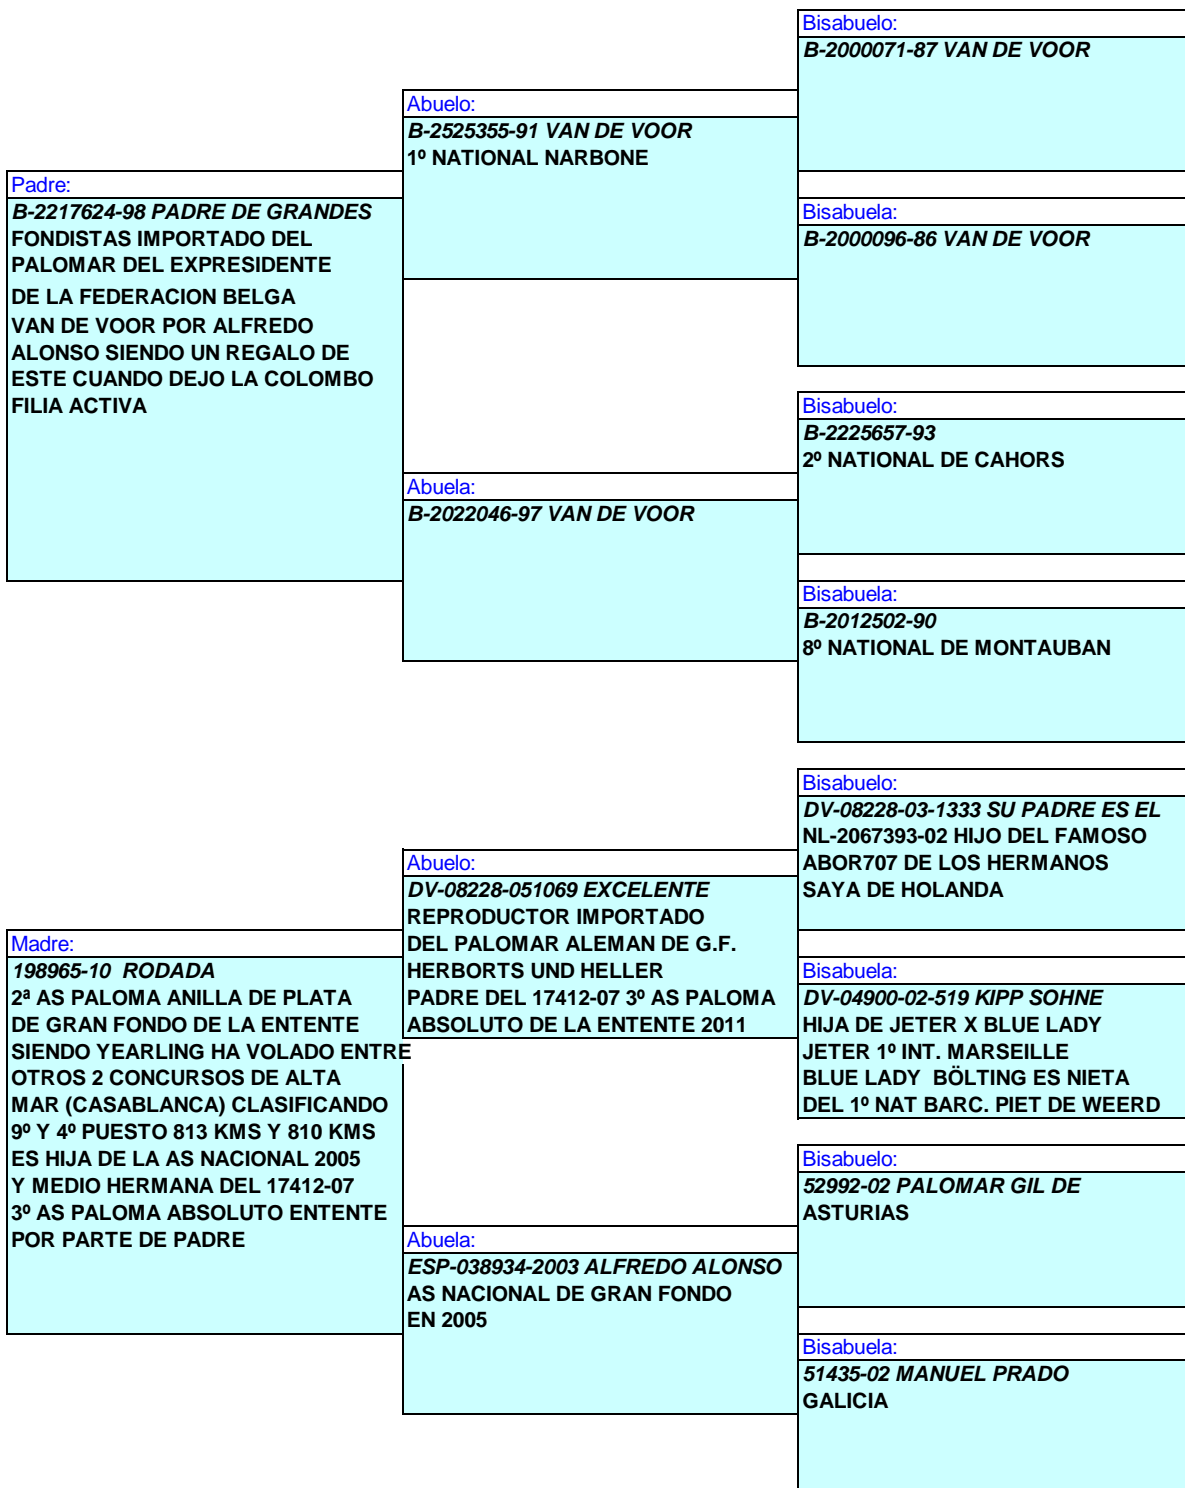 Padre:
B-2217624-98 PADRE DE GRANDES
FONDISTAS IMPORTADO DEL
PALOMAR DEL EXPRESIDENTE
DE LA FEDERACION BELGA
VAN DE VOOR POR ALFREDO
ALONSO SIENDO UN REGALO DE
ESTE CUANDO DEJO LA COLOMBO
FILIA ACTIVA
Abuelo:
B-2525355-91 VAN DE VOOR
1º NATIONAL NARBONE
Bisabuelo:
B-2000071-87 VAN DE VOOR
Bisabuela:
B-2000096-86 VAN DE VOOR
Abuela:
B-2022046-97 VAN DE VOOR
Bisabuelo:
B-2225657-93
2º NATIONAL DE CAHORS
Bisabuela:
B-2012502-90
8º NATIONAL DE MONTAUBAN
Madre:
198965-10 RODADA
2ª AS PALOMA ANILLA DE PLATA
DE GRAN FONDO DE LA ENTENTE
SIENDO YEARLING HA VOLADO ENTRE
OTROS 2 CONCURSOS DE ALTA
MAR (CASABLANCA) CLASIFICANDO
9º Y 4º PUESTO 813 KMS Y 810 KMS
ES HIJA DE LA AS NACIONAL 2005
Y MEDIO HERMANA DEL 17412-07
3º AS PALOMA ABSOLUTO ENTENTE
POR PARTE DE PADRE
Abuelo:
DV-08228-051069 EXCELENTE
REPRODUCTOR IMPORTADO
DEL PALOMAR ALEMAN DE G.F.
HERBORTS UND HELLER
PADRE DEL 17412-07 3º AS PALOMA
ABSOLUTO DE LA ENTENTE 2011
Bisabuelo:
DV-08228-03-1333 SU PADRE ES EL
NL-2067393-02 HIJO DEL FAMOSO
ABOR707 DE LOS HERMANOS
SAYA DE HOLANDA
Bisabuela:
DV-04900-02-519 KIPP SOHNE
HIJA DE JETER X BLUE LADY
JETER 1º INT. MARSEILLE
BLUE LADY BÖLTING ES NIETA
DEL 1º NAT BARC. PIET DE WEERD
Abuela:
ESP-038934-2003 ALFREDO ALONSO
AS NACIONAL DE GRAN FONDO
EN 2005
Bisabuelo:
52992-02 PALOMAR GIL DE
ASTURIAS
Bisabuela:
51435-02 MANUEL PRADO
GALICIA